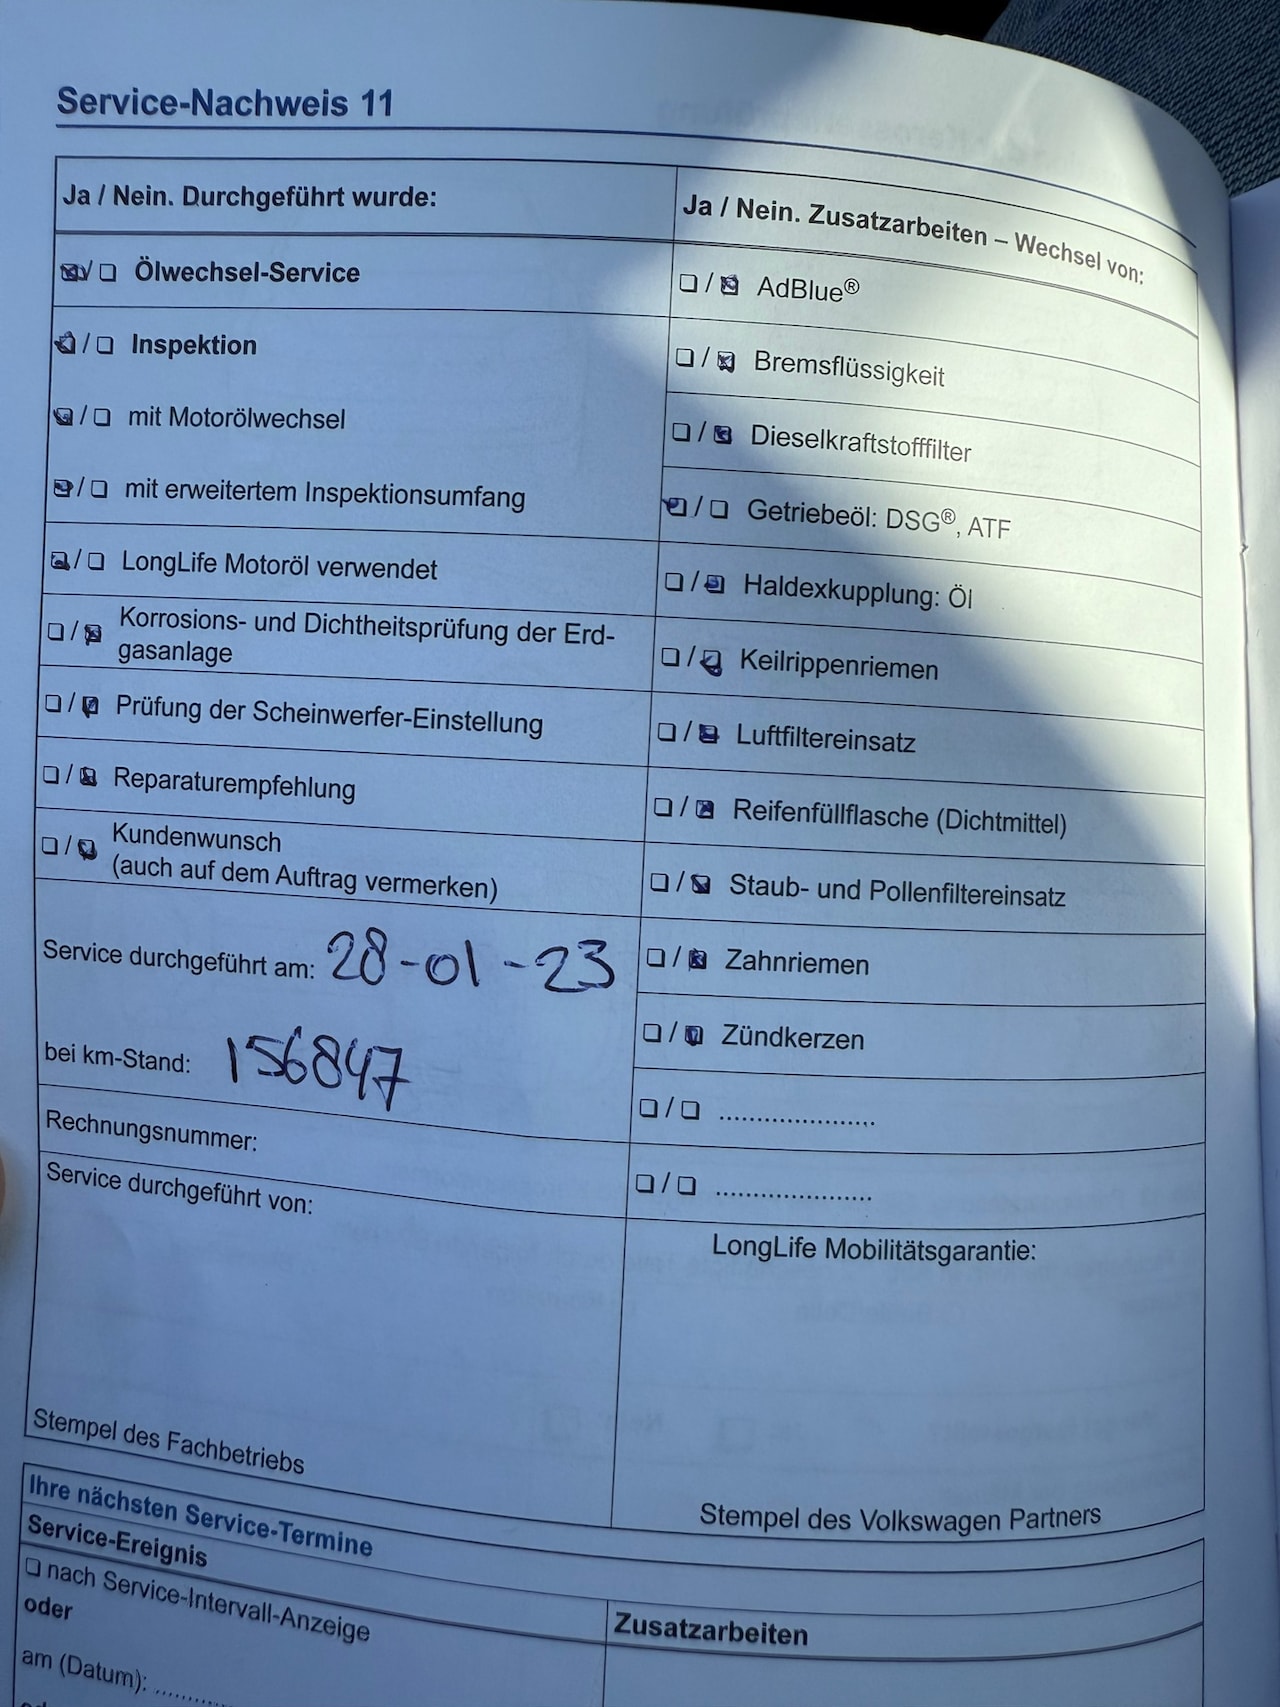 Service-Nachweis 11
Ja / Nein. Durchgeführt wurde:
☒/☐ Ölwechsel-Service
☒/☐ Inspektion
☒/☐ mit Motorölwechsel
☒/☐ mit erweitertem Inspektionsumfang
☒/☐ LongLife Motoröl verwendet
☐/☒ Korrosions- und Dichtheitsprüfung der Erd-
gasanlage
☐/☒ Prüfung der Scheinwerfer-Einstellung
☐/☒ Reparaturempfehlung
☐/☒ Kundenwunsch
(auch auf dem Auftrag vermerken)
Service durchgeführt am: 28-01-23
bei km-Stand: 156847
Rechnungsnummer:
Service durchgeführt von:
Stempel des Fachbetriebs
Ja / Nein. Zusatzarbeiten – Wechsel von:
☐/☒ AdBlue®
☐/☒ Bremsflüssigkeit
☐/☒ Dieselkraftstofffilter
☒/☐ Getriebeöl: DSG®, ATF
☐/☒ Haldexkupplung: Öl
☐/☒ Keilrippenriemen
☐/☒ Luftfiltereinsatz
☐/☒ Reifenfüllflasche (Dichtmittel)
☐/☒ Staub- und Pollenfiltereinsatz
☐/☒ Zahnriemen
☐/☒ Zündkerzen
☐/☐ ......................
☐/☐ ......................
LongLife Mobilitätsgarantie:
Stempel des Volkswagen Partners
Ihre nächsten Service-Termine
Service-Ereignis
☐ nach Service-Intervall-Anzeige
oder
am (Datum): .........
Zusatzarbeiten